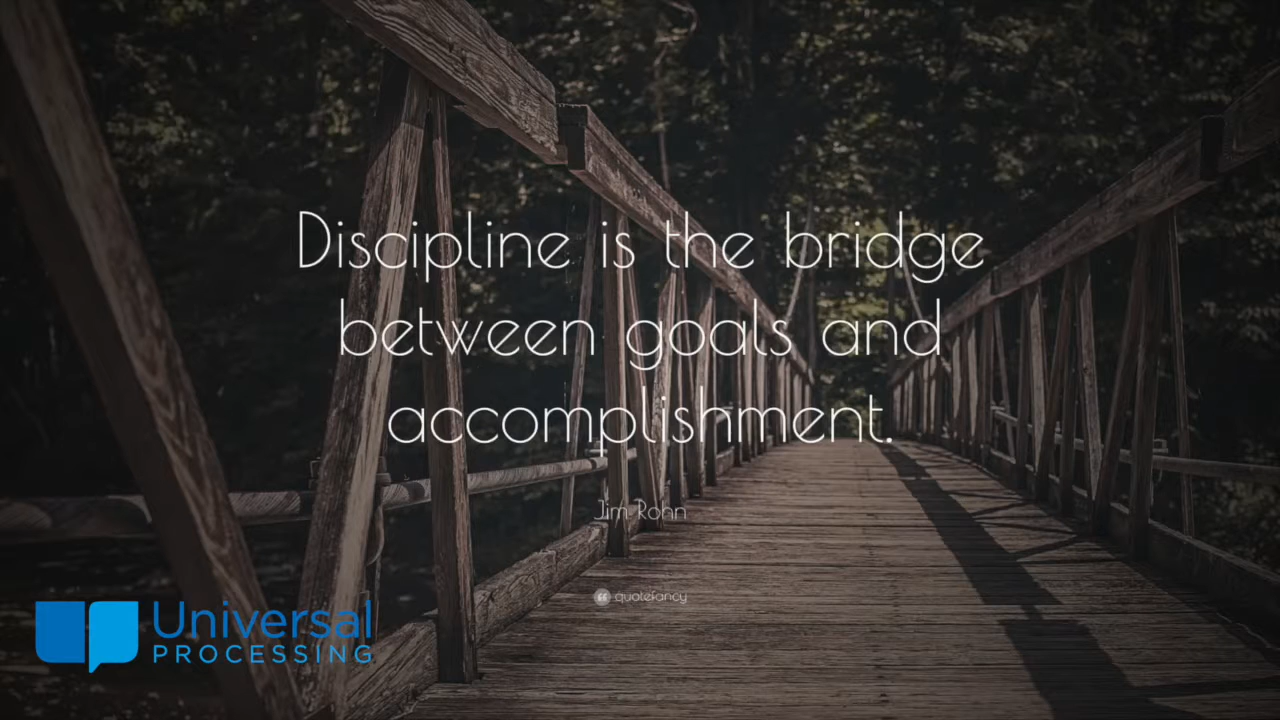 Discipline is the bridge
between goals and
accomplishment.
Jim Rohn
quotefancy
Universal
PROCESSING